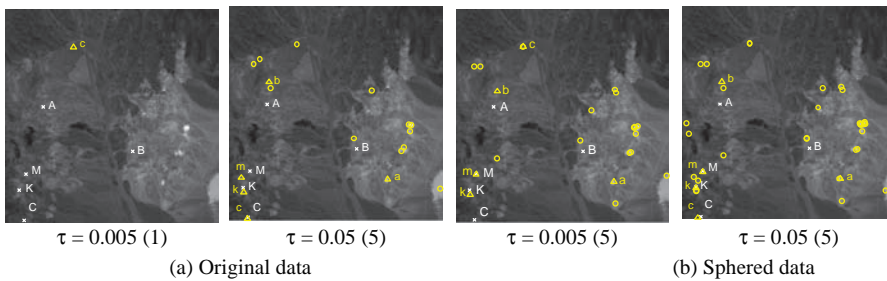 c
A
B
M
K
C
b
A
B
m
M
k
K
a
c
C
c
b
A
B
m
M
k
K
a
C
b
A
B
M
m
k
K
a
c
C
τ = 0.005 (1)
τ = 0.05 (5)
τ = 0.005 (5)
τ = 0.05 (5)
(a) Original data
(b) Sphered data